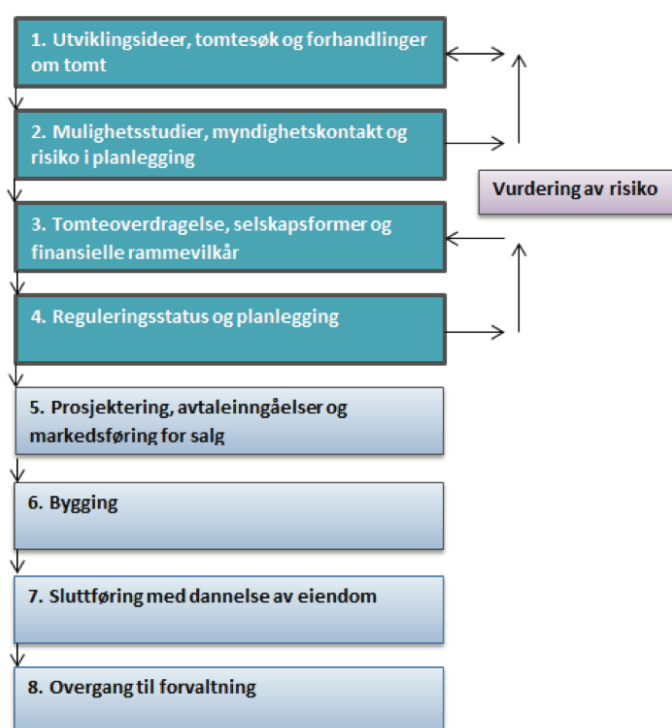 1. Utviklingsideer, tomtesøk og forhandlinger
om tomt
2. Mulighetsstudier, myndighetskontakt og
risiko i planlegging
Vurdering av risiko
3. Tomteoverdragelse, selskapsformer og
finansielle rammevilkår
4. Reguleringsstatus og planlegging
5. Prosjektering, avtaleinngåelser og
markedsføring for salg
6. Bygging
7. Sluttføring med dannelse av eiendom
8. Overgang til forvaltning